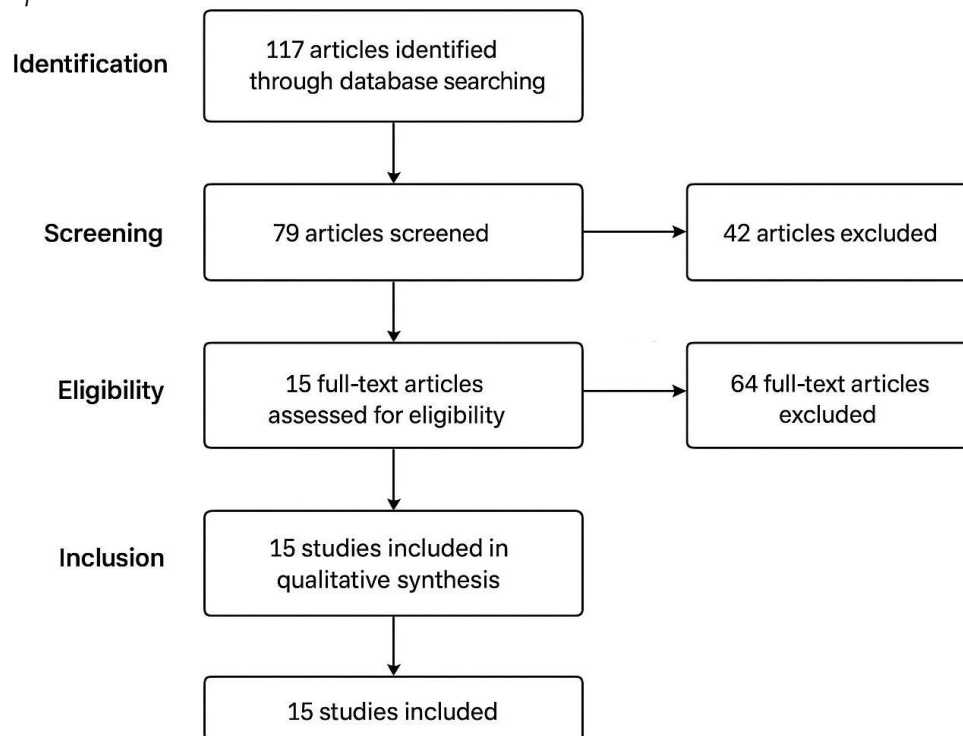 Identification
117 articles identified
through database searching
Screening
79 articles screened
42 articles excluded
Eligibility
15 full-text articles
assessed for eligibility
64 full-text articles
excluded
Inclusion
15 studies included in
qualitative synthesis
15 studies included